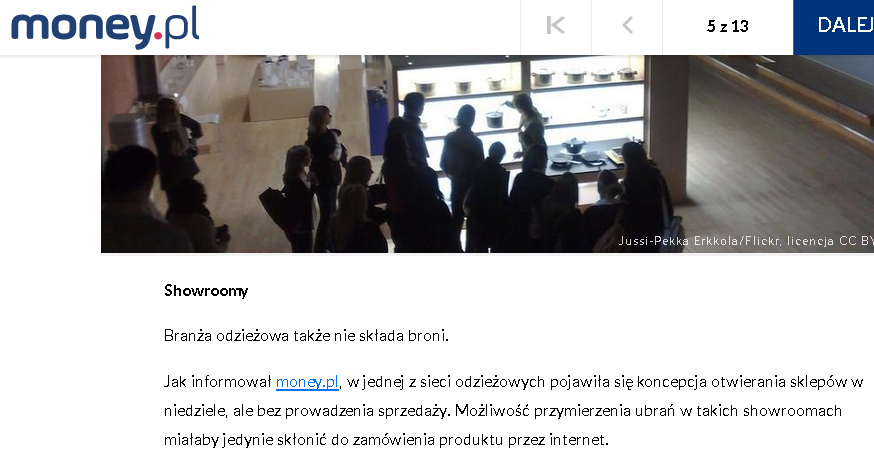 money.pl
5 z 13
DALEJ
Jussi-Pekka Erkkola/Flickr, licencja CC BY
Showroomy
Branża odzieżowa także nie składa broni.
Jak informował money.pl, w jednej z sieci odzieżowych pojawiła się koncepcja otwierania sklepów w
niedziele, ale bez prowadzenia sprzedaży. Możliwość przymierzenia ubrań w takich showroomach
miałaby jedynie skłonić do zamówienia produktu przez internet.